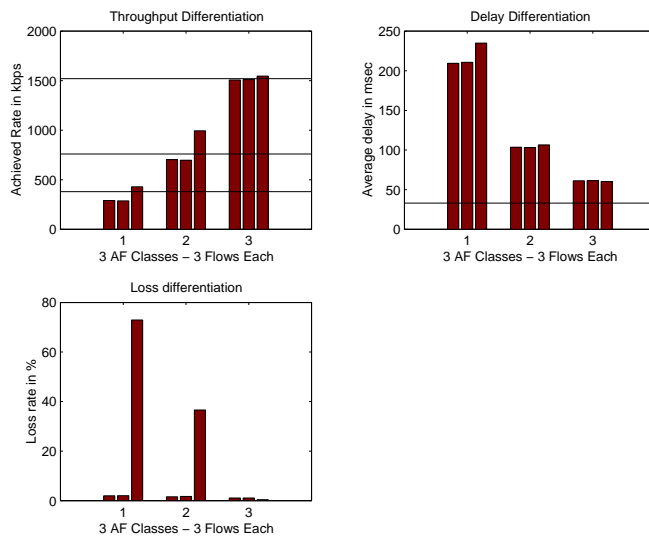 Throughput Differentiation
2000
1500
1000
500
0
Achieved Rate in kbps
1 2 3
3 AF Classes − 3 Flows Each
Delay Differentiation
250
200
150
100
50
0
Average delay in msec
1 2 3
3 AF Classes − 3 Flows Each
Loss differentiation
80
60
40
20
0
Loss rate in %
1 2 3
3 AF Classes − 3 Flows Each